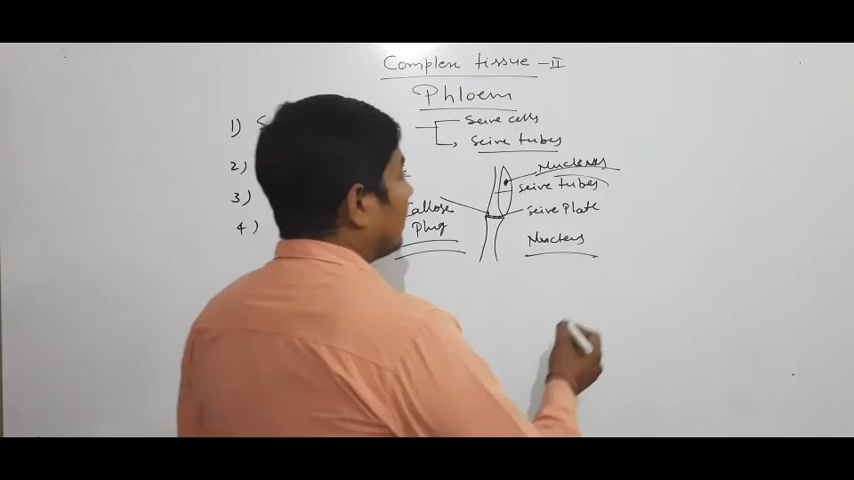 Complex tissue - II
Phloem
1) S
Seive cells
Seive tubes
2)
Nucleus
Seive tubes
3)
Callose
Seive Plate
4)
Plug
Nucleus